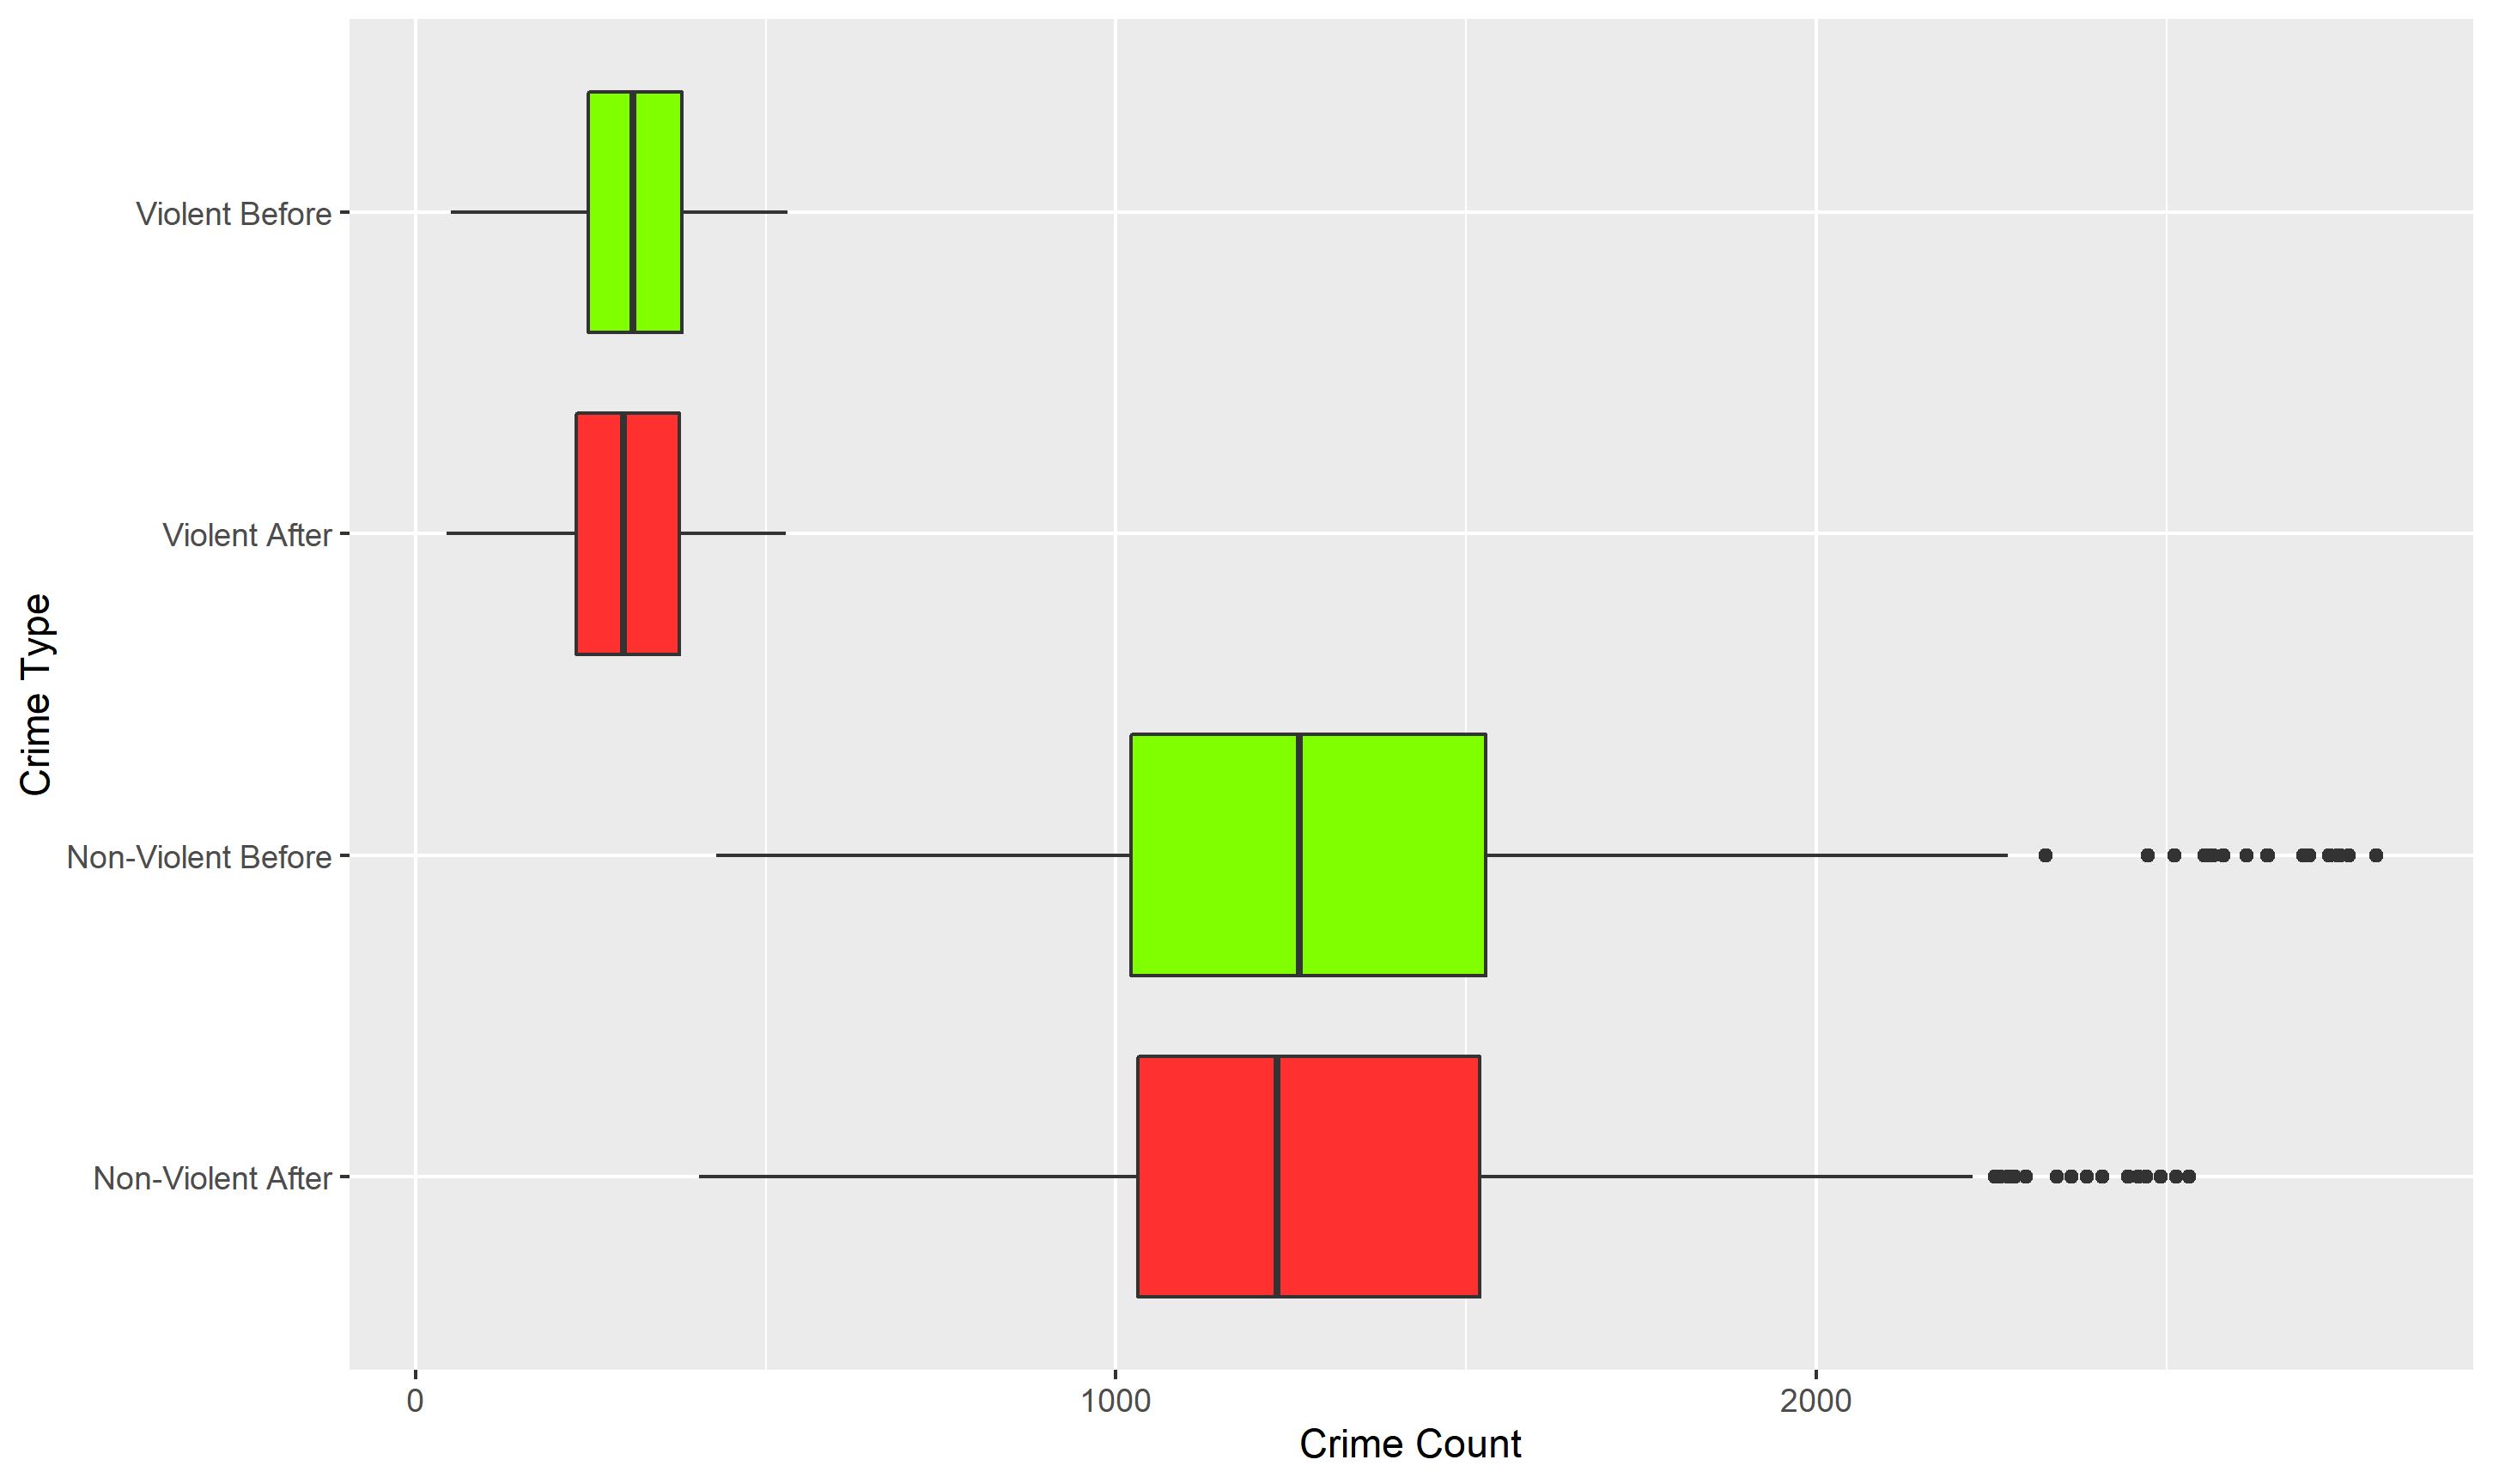 Violent Before
Violent After
Non-Violent Before
Non-Violent After
Crime Type
0 1000 2000
Crime Count